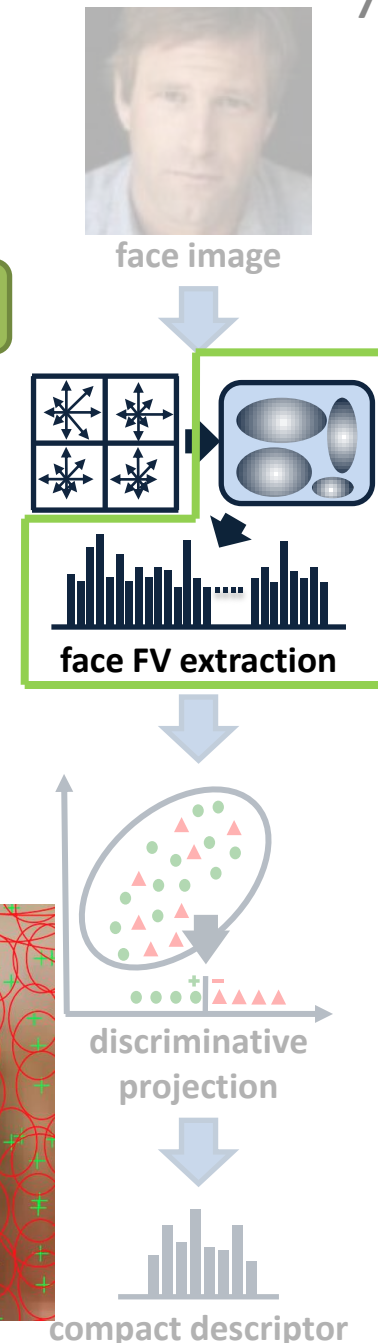 face image
face FV extraction
+ −
discriminative
projection
compact descriptor